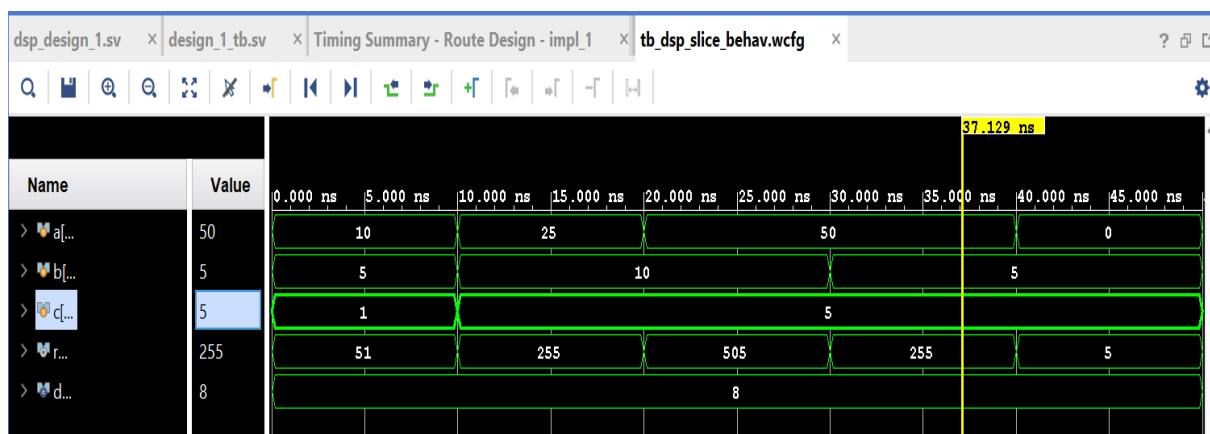 dsp_design_1.sv × design_1_tb.sv × Timing Summary - Route Design - impl_1 × tb_dsp_slice_behav.wcfg × ?
37.129 ns
Name Value 0.000 ns 5.000 ns 10.000 ns 15.000 ns 20.000 ns 25.000 ns 30.000 ns 35.000 ns 40.000 ns 45.000 ns
> a[... 50 10 25 50 0
> b[... 5 5 10 5
> c[... 5 1 5
> r... 255 51 255 505 255 5
> d... 8 8